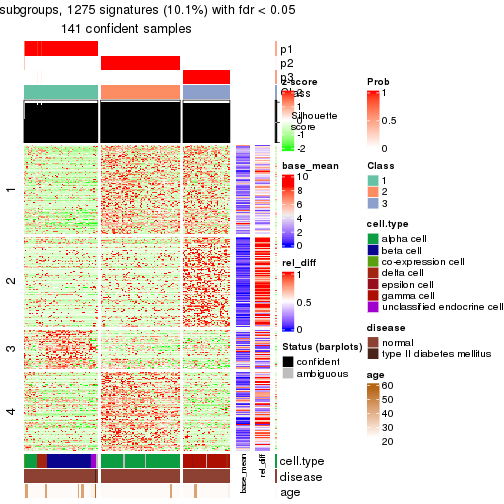 subgroups, 1275 signatures (10.1%) with fdr < 0.05
141 confident samples
p1
p2
p3
Class
Silhouette
score
1
2
3
4
base_mean
rel_diff
cell.type
disease
age
z-score
2
1
0
-1
-2
base_mean
10
8
6
4
2
0
rel_diff
1
0.5
0
Status (barplots)
confident
ambiguous
Prob
1
0.5
0
Class
1
2
3
cell.type
alpha cell
beta cell
co-expression cell
delta cell
epsilon cell
gamma cell
unclassified endocrine cell
disease
normal
type II diabetes mellitus
age
60
50
40
30
20